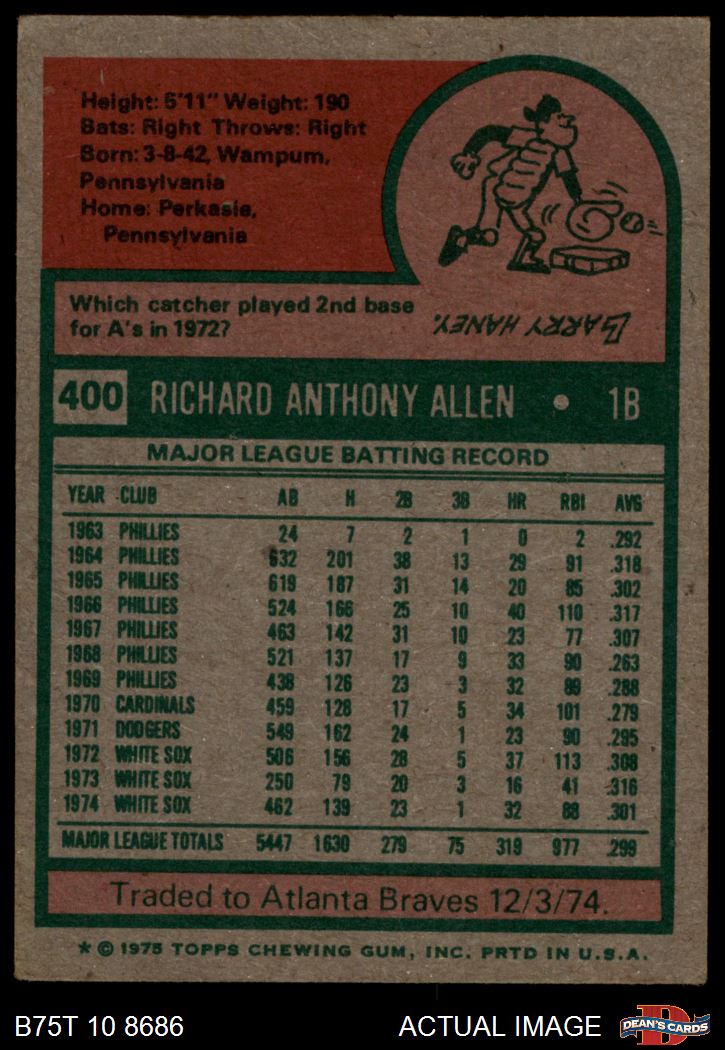 Height: 5'11" Weight: 190
Bats: Right Throws: Right
Born: 3-8-42, Wampum,
Pennsylvania
Home: Perkasie,
Pennsylvania
Which catcher played 2nd base
for A's in 1972?
BARRY HANEY.
400 RICHARD ANTHONY ALLEN • 1B
MAJOR LEAGUE BATTING RECORD
YEAR CLUB AB H 2B 3B HR RBI AVG
1963 PHILLIES 24 7 2 1 0 2 .292
1964 PHILLIES 632 201 38 13 29 91 .318
1965 PHILLIES 619 187 31 14 20 85 .302
1966 PHILLIES 524 166 25 10 40 110 .317
1967 PHILLIES 463 142 31 10 23 77 .307
1968 PHILLIES 521 137 17 9 33 90 .263
1969 PHILLIES 438 126 23 3 32 89 .288
1970 CARDINALS 459 128 17 5 34 101 .279
1971 DODGERS 549 162 24 1 23 90 .295
1972 WHITE SOX 506 156 28 5 37 113 .308
1973 WHITE SOX 250 79 20 3 16 41 .316
1974 WHITE SOX 462 139 23 1 32 88 .301
MAJOR LEAGUE TOTALS 5447 1630 279 75 319 977 .299
Traded to Atlanta Braves 12/3/74.
* © 1975 TOPPS CHEWING GUM, INC. PRTD IN U.S.A.
B75T 10 8686 ACTUAL IMAGE DEAN'S CARDS